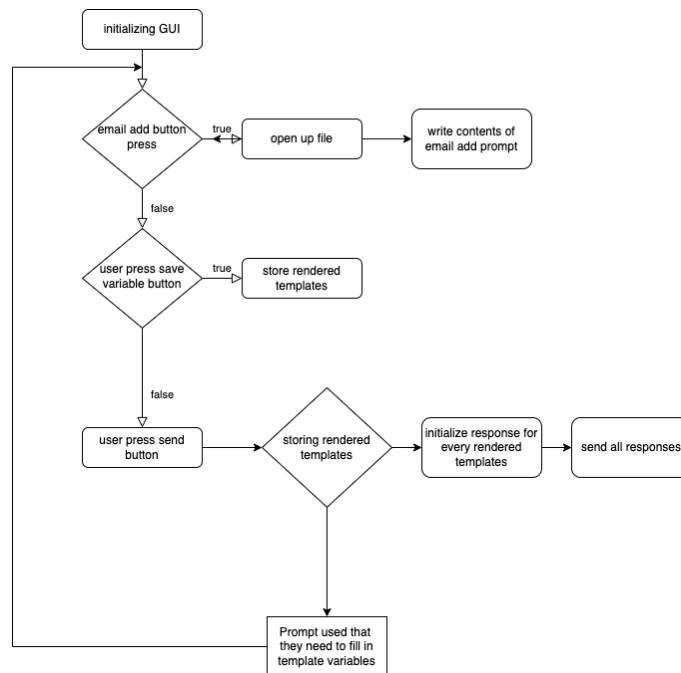 initializing GUI
email add button
press
true
open up file
write contents of
email add prompt
false
user press save
variable button
true
store rendered
templates
false
user press send
button
storing rendered
templates
initialize response for
every rendered
templates
send all responses
Prompt used that
they need to fill in
template variables